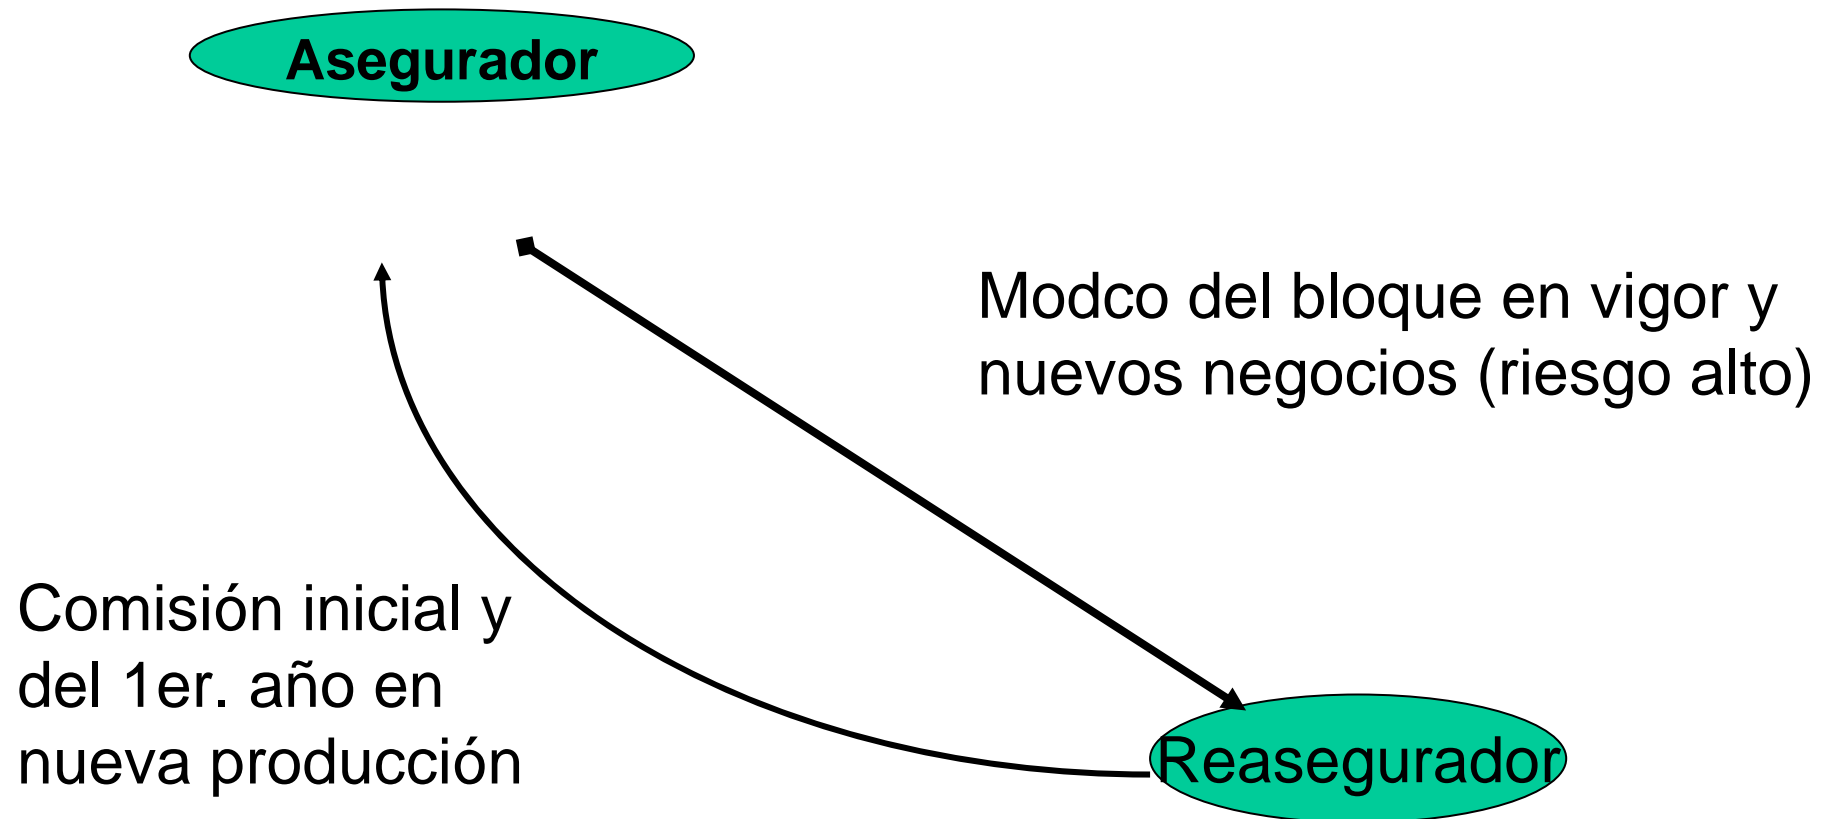 Asegurador
Modco del bloque en vigor y
nuevos negocios (riesgo alto)
Comisión inicial y
del 1er. año en
nueva producción
Reasegurador